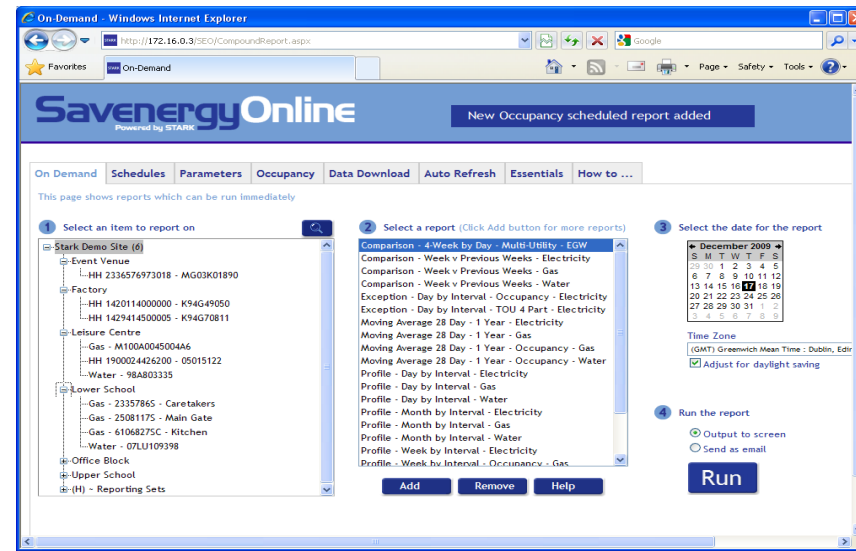 On-Demand - Windows Internet Explorer
http://172.16.0.3/SEO/CompoundReport.aspx
Google
Favorites
On-Demand
Page
Safety
Tools
SavenergyOnline
Powered by STARK
New Occupancy scheduled report added
On Demand Schedules Parameters Occupancy Data Download Auto Refresh Essentials How to ...
This page shows reports which can be run immediately
1 Select an item to report on
Stark Demo Site (6)
Event Venue
HH 2336576973018 - MG03K01890
Factory
HH 1420114000000 - K94G49050
HH 1429414500005 - K94G70811
Leisure Centre
Gas - M100A0045004A6
HH 1900024426200 - 05015122
Water - 98A803335
Lower School
Gas - 2335786S - Caretakers
Gas - 2508117S - Main Gate
Gas - 6106827SC - Kitchen
Water - 07LU109398
Office Block
Upper School
(H) ~ Reporting Sets
2 Select a report (Click Add button for more reports)
Comparison - 4-Week by Day - Multi-Utility - EGW
Comparison - Week v Previous Weeks - Electricity
Comparison - Week v Previous Weeks - Gas
Comparison - Week v Previous Weeks - Water
Exception - Day by Interval - Occupancy - Electricity
Exception - Day by Interval - TOU 4 Part - Electricity
Moving Average 28 Day - 1 Year - Electricity
Moving Average 28 Day - 1 Year - Gas
Moving Average 28 Day - 1 Year - Occupancy - Gas
Moving Average 28 Day - 1 Year - Occupancy - Water
Profile - Day by Interval - Electricity
Profile - Day by Interval - Gas
Profile - Day by Interval - Water
Profile - Month by Interval - Electricity
Profile - Month by Interval - Gas
Profile - Month by Interval - Water
Profile - Week by Interval - Electricity
Profile - Week by Interval - Occupancy - Gas
Add Remove Help
3 Select the date for the report
December 2009
S M T W T F S
29 30 1 2 3 4 5
6 7 8 9 10 11 12
13 14 15 16 17 18 19
20 21 22 23 24 25 26
27 28 29 30 31 1 2
3 4 5 6 7 8 9
Time Zone
(GMT) Greenwich Mean Time : Dublin, Edin
Adjust for daylight saving
4 Run the report
Output to screen
Send as email
Run